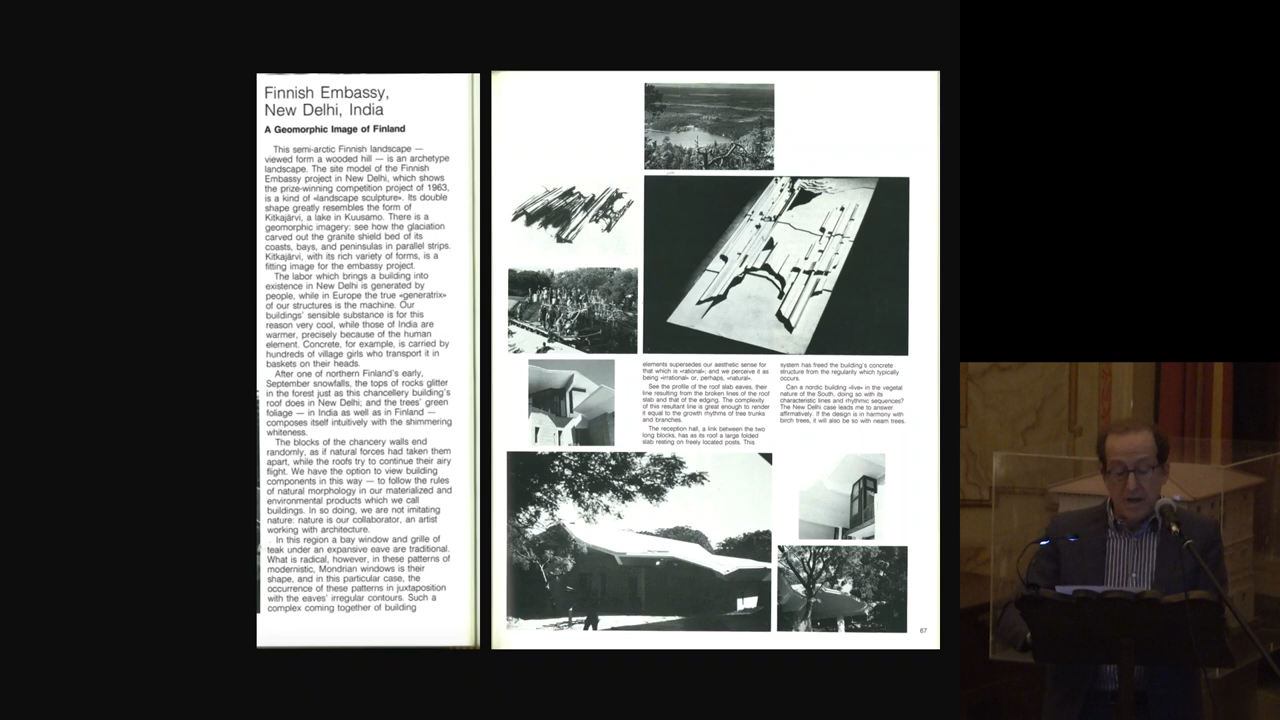 Finnish Embassy,
New Delhi, India
A Geomorphic Image of Finland
This semi-arctic Finnish landscape —
viewed form a wooded hill — is an archetype
landscape. The site model of the Finnish
Embassy project in New Delhi, which shows
the prize-winning competition project of 1963,
is a kind of «landscape sculpture». Its double
shape greatly resembles the form of
Kitkajärvi, a lake in Kuusamo. There is a
geomorphic imagery: see how the glaciation
carved out the granite shield bed of its
coasts, bays, and peninsulas in parallel strips.
Kitkajärvi, with its rich variety of forms, is a
fitting image for the embassy project.
The labor which brings a building into
existence in New Delhi is generated by
people, while in Europe the true «generatrix»
of our structures is the machine. Our
buildings' sensible substance is for this
reason very cool, while those of India are
warmer, precisely because of the human
element. Concrete, for example, is carried by
hundreds of village girls who transport it in
baskets on their heads.
After one of northern Finland's early,
September snowfalls, the tops of rocks glitter
in the forest just as this chancellery building's
roof does in New Delhi; and the trees' green
foliage — in India as well as in Finland —
composes itself intuitively with the shimmering
whiteness.
The blocks of the chancery walls end
randomly, as if natural forces had taken them
apart, while the roofs try to continue their airy
flight. We have the option to view building
components in this way — to follow the rules
of natural morphology in our materialized and
environmental products which we call
buildings. In so doing, we are not imitating
nature: nature is our collaborator, an artist
working with architecture.
In this region a bay window and grille of
teak under an expansive eave are traditional.
What is radical, however, in these patterns of
modernistic, Mondrian windows is their
shape, and in this particular case, the
occurrence of these patterns in juxtaposition
with the eaves' irregular contours. Such a
complex coming together of building
elements supersedes our aesthetic sense for
that which is «rational»; and we perceive it as
being «irrational» or, perhaps, «natural».
See the profile of the roof slab eaves, their
line resulting from the broken lines of the roof
slab and that of the edging. The complexity
of this resultant line is great enough to render
it equal to the growth rhythms of tree trunks
and branches.
The reception hall, a link between the two
long blocks, has as its roof a large folded
slab resting on freely located posts. This
system has freed the building's concrete
structure from the regularity which typically
occurs.
Can a nordic building «live» in the vegetal
nature of the South, doing so with its
characteristic lines and rhythmic sequences?
The New Delhi case leads me to answer
affirmatively. If the design is in harmony with
birch trees, it will also be so with neam trees.
67